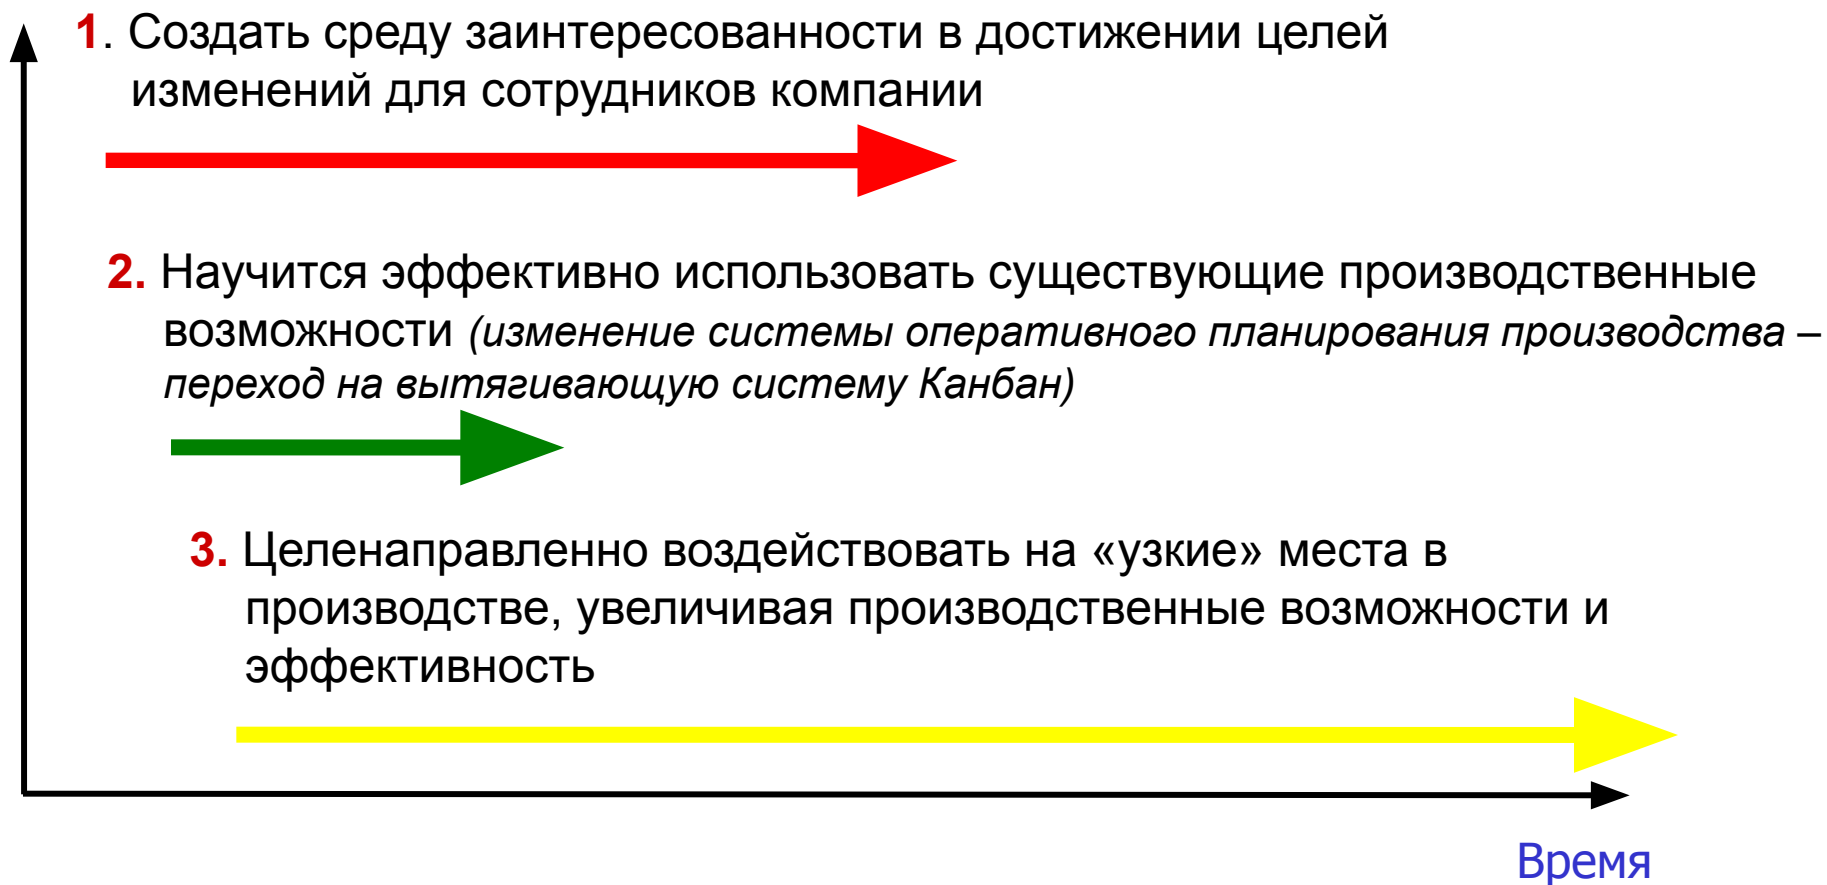 1. Создать среду заинтересованности в достижении целей
изменений для сотрудников компании
2. Научится эффективно использовать существующие производственные
возможности (изменение системы оперативного планирования производства –
переход на вытягивающую систему Канбан)
3. Целенаправленно воздействовать на «узкие» места в
производстве, увеличивая производственные возможности и
эффективность
Время